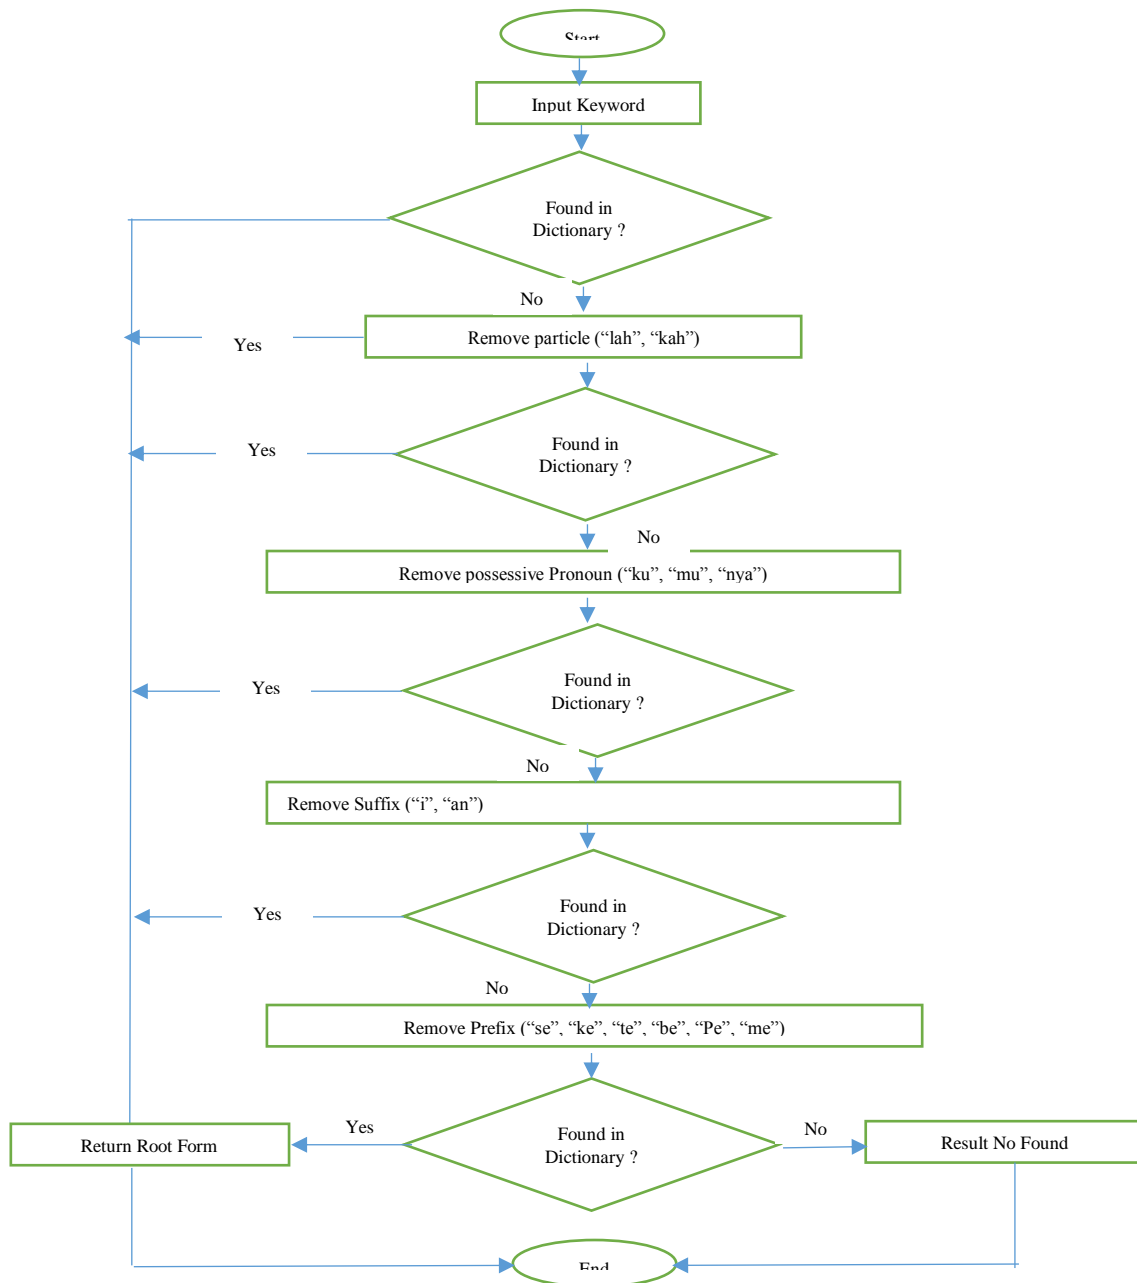 Start
Input Keyword
Found in
Dictionary ?
No
Remove particle (“lah”, “kah”)
Yes
Found in
Dictionary ?
Yes
No
Remove possessive Pronoun (“ku”, “mu”, “nya”)
Found in
Dictionary ?
Yes
No
Remove Suffix (“i”, “an”)
Found in
Dictionary ?
Yes
No
Remove Prefix (“se”, “ke”, “te”, “be”, “Pe”, “me”)
Found in
Dictionary ?
Yes
No
Return Root Form
Result No Found
End